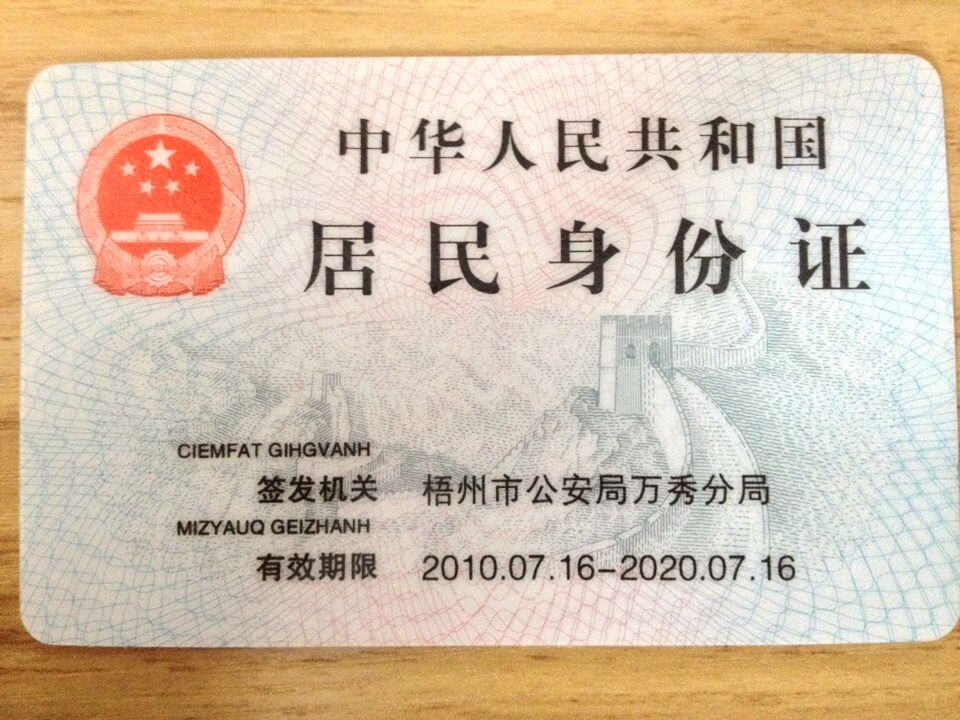 中华人民共和国
居民身份证
CIEMFAT GIHGVANH
签发机关 梧州市公安局万秀分局
MIZYAUQ GEIZHANH
有效期限 2010.07.16-2020.07.16